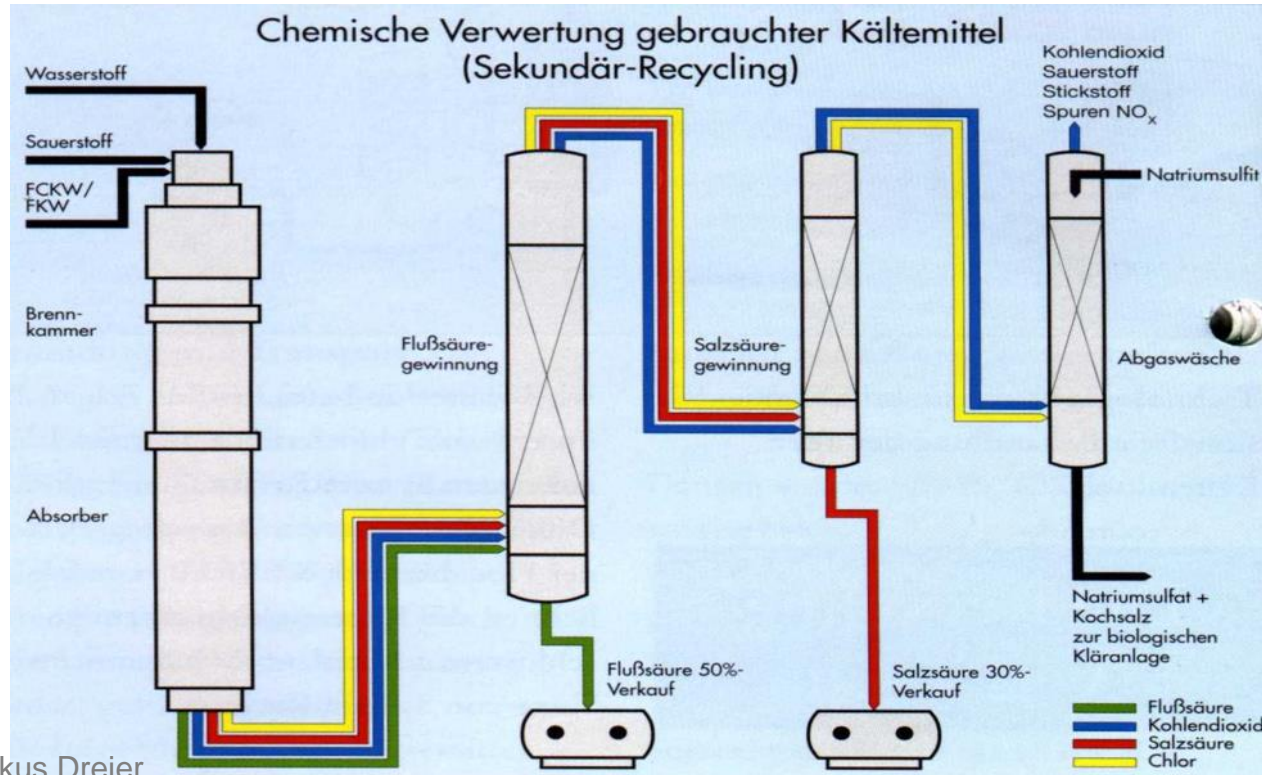 Chemische Verwertung gebrauchter Kältemittel
(Sekundär-Recycling)
Wasserstoff
Sauerstoff
FCKW/
FKW
Brenn-
kammer
Absorber
Flußsäure-
gewinnung
Flußsäure 50%-
Verkauf
Salzsäure-
gewinnung
Salzsäure 30%-
Verkauf
Kohlendioxid
Sauerstoff
Stickstoff
Spuren NOx
Natriumsulfit
Abgaswäsche
Natriumsulfat +
Kochsalz
zur biologischen
Kläranlage
Flußsäure
Kohlendioxid
Salzsäure
Chlor
kus Dreier